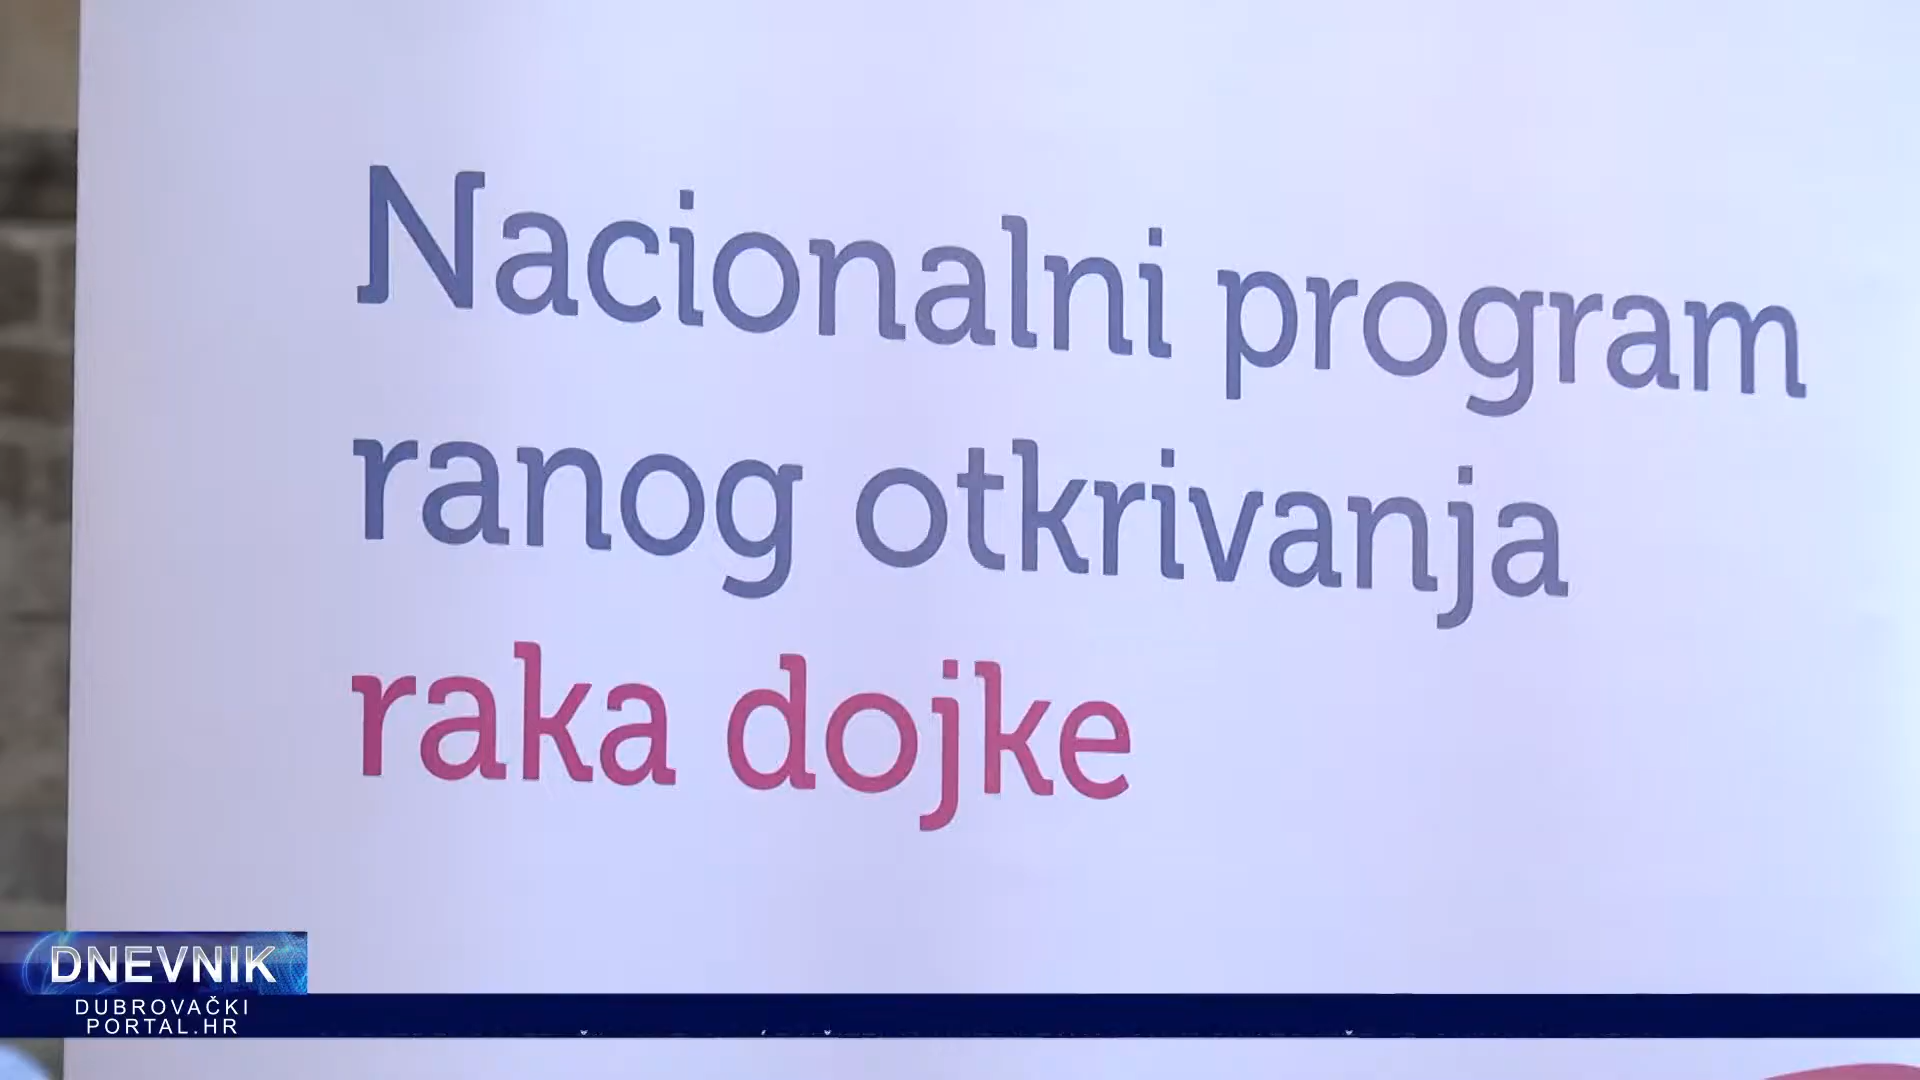 Nacionalni program
ranog otkrivanja
raka dojke
DNEVNIK
DUBROVAČKI
PORTAL.HR